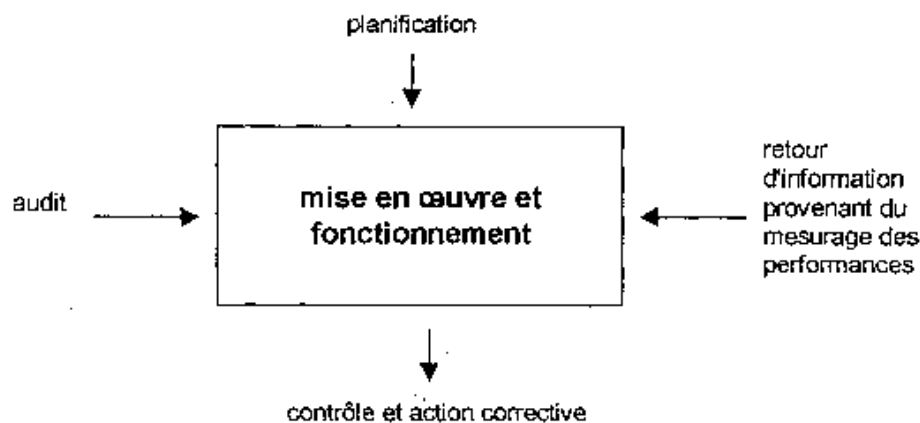 planification
audit
mise en œuvre et
fonctionnement
retour
d'information
provenant du
mesurage des
performances
contrôle et action corrective